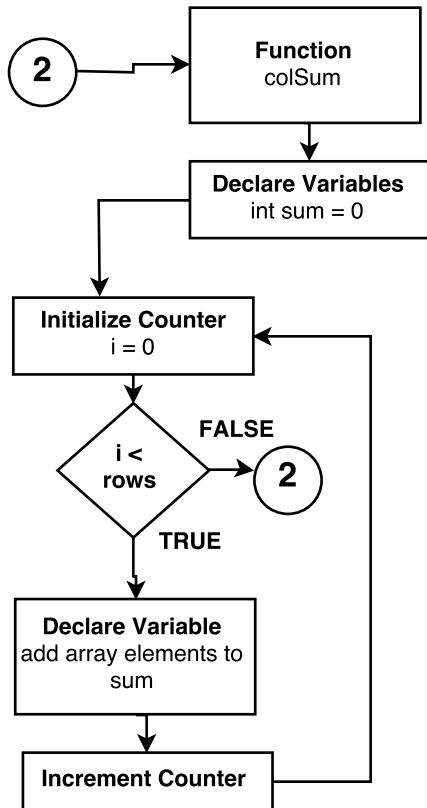 2
Function
colSum
Declare Variables
int sum = 0
Initialize Counter
i = 0
i <
rows
FALSE
2
TRUE
Declare Variable
add array elements to
sum
Increment Counter